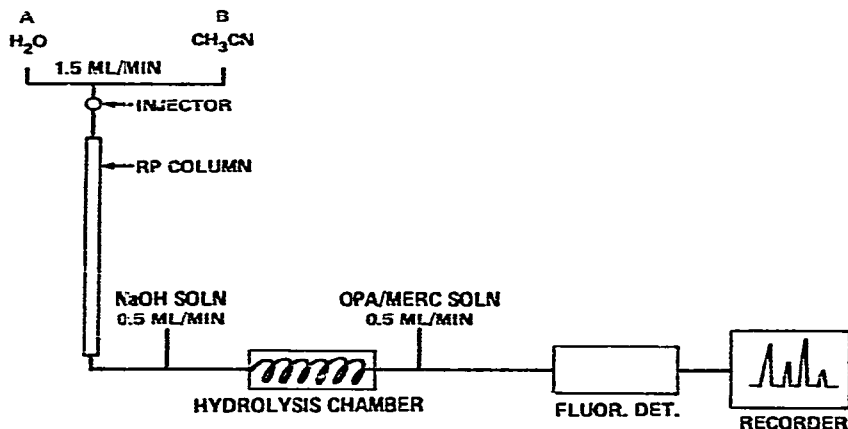 A
B
H₂O
CH₃CN
1.5 ML/MIN
INJECTOR
RP COLUMN
NaOH SOLN
0.5 ML/MIN
OPA/MERC SOLN
0.5 ML/MIN
HYDROLYSIS CHAMBER
FLUOR. DET.
RECORDER